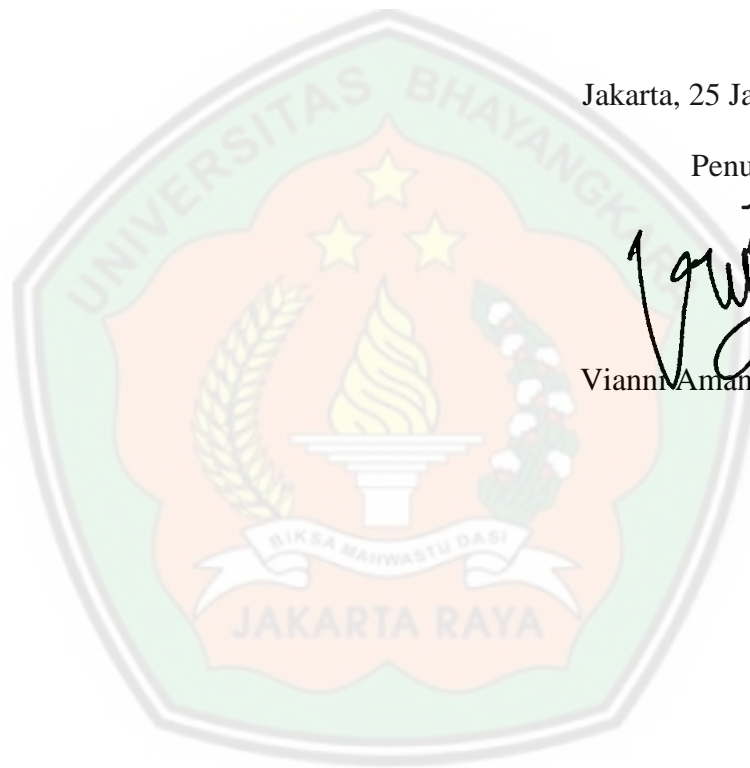 UNIVERSITAS BHAYANGKARA
Jakarta, 25 Ja
Penu
Vianni Aman
BIKSA MAHWASTU DASI
JAKARTA RAYA